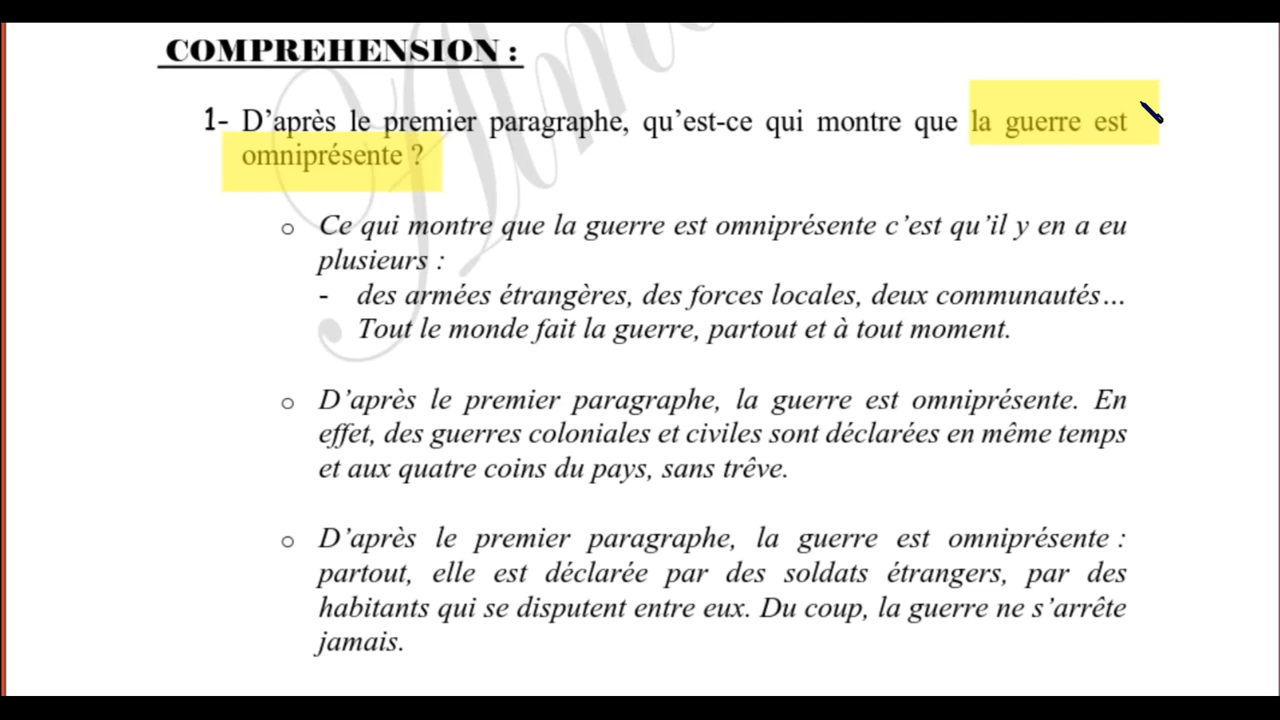 COMPREHENSION :
1- D’après le premier paragraphe, qu’est-ce qui montre que la guerre est
omniprésente ?
o Ce qui montre que la guerre est omniprésente c’est qu’il y en a eu
plusieurs :
- des armées étrangères, des forces locales, deux communautés…
Tout le monde fait la guerre, partout et à tout moment.
o D’après le premier paragraphe, la guerre est omniprésente. En
effet, des guerres coloniales et civiles sont déclarées en même temps
et aux quatre coins du pays, sans trêve.
o D’après le premier paragraphe, la guerre est omniprésente :
partout, elle est déclarée par des soldats étrangers, par des
habitants qui se disputent entre eux. Du coup, la guerre ne s’arrête
jamais.